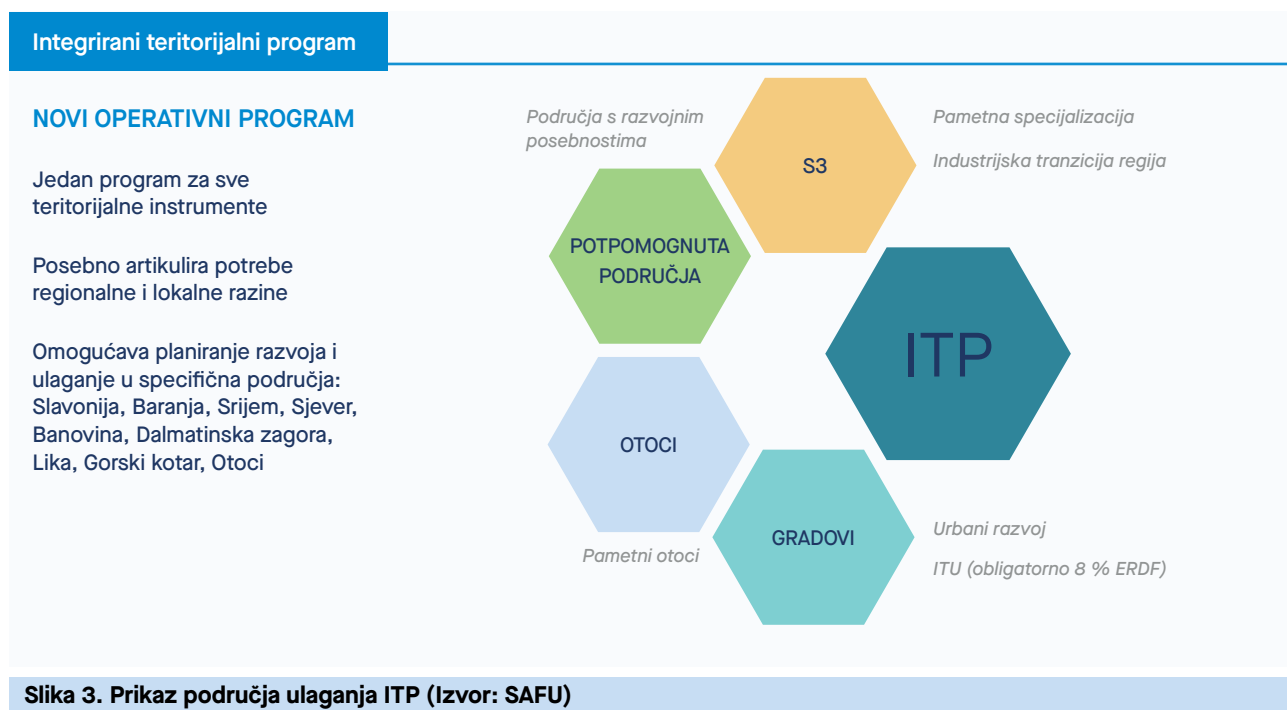 Integrirani teritorijalni program
NOVI OPERATIVNI PROGRAM
Jedan program za sve
teritorijalne instrumente
Posebno artikulira potrebe
regionalne i lokalne razine
Omogućava planiranje razvoja i
ulaganje u specifična područja:
Slavonija, Baranja, Srijem, Sjever,
Banovina, Dalmatinska zagora,
Lika, Gorski kotar, Otoci
Područja s razvojnim
posebnostima
S3
Pametna specijalizacija
Industrijska tranzicija regija
POTPOMOGNUTA
PODRUČJA
ITP
OTOCI
Pametni otoci
GRADOVI
Urbani razvoj
ITU (obligatorno 8 % ERDF)
Slika 3. Prikaz područja ulaganja ITP (Izvor: SAFU)